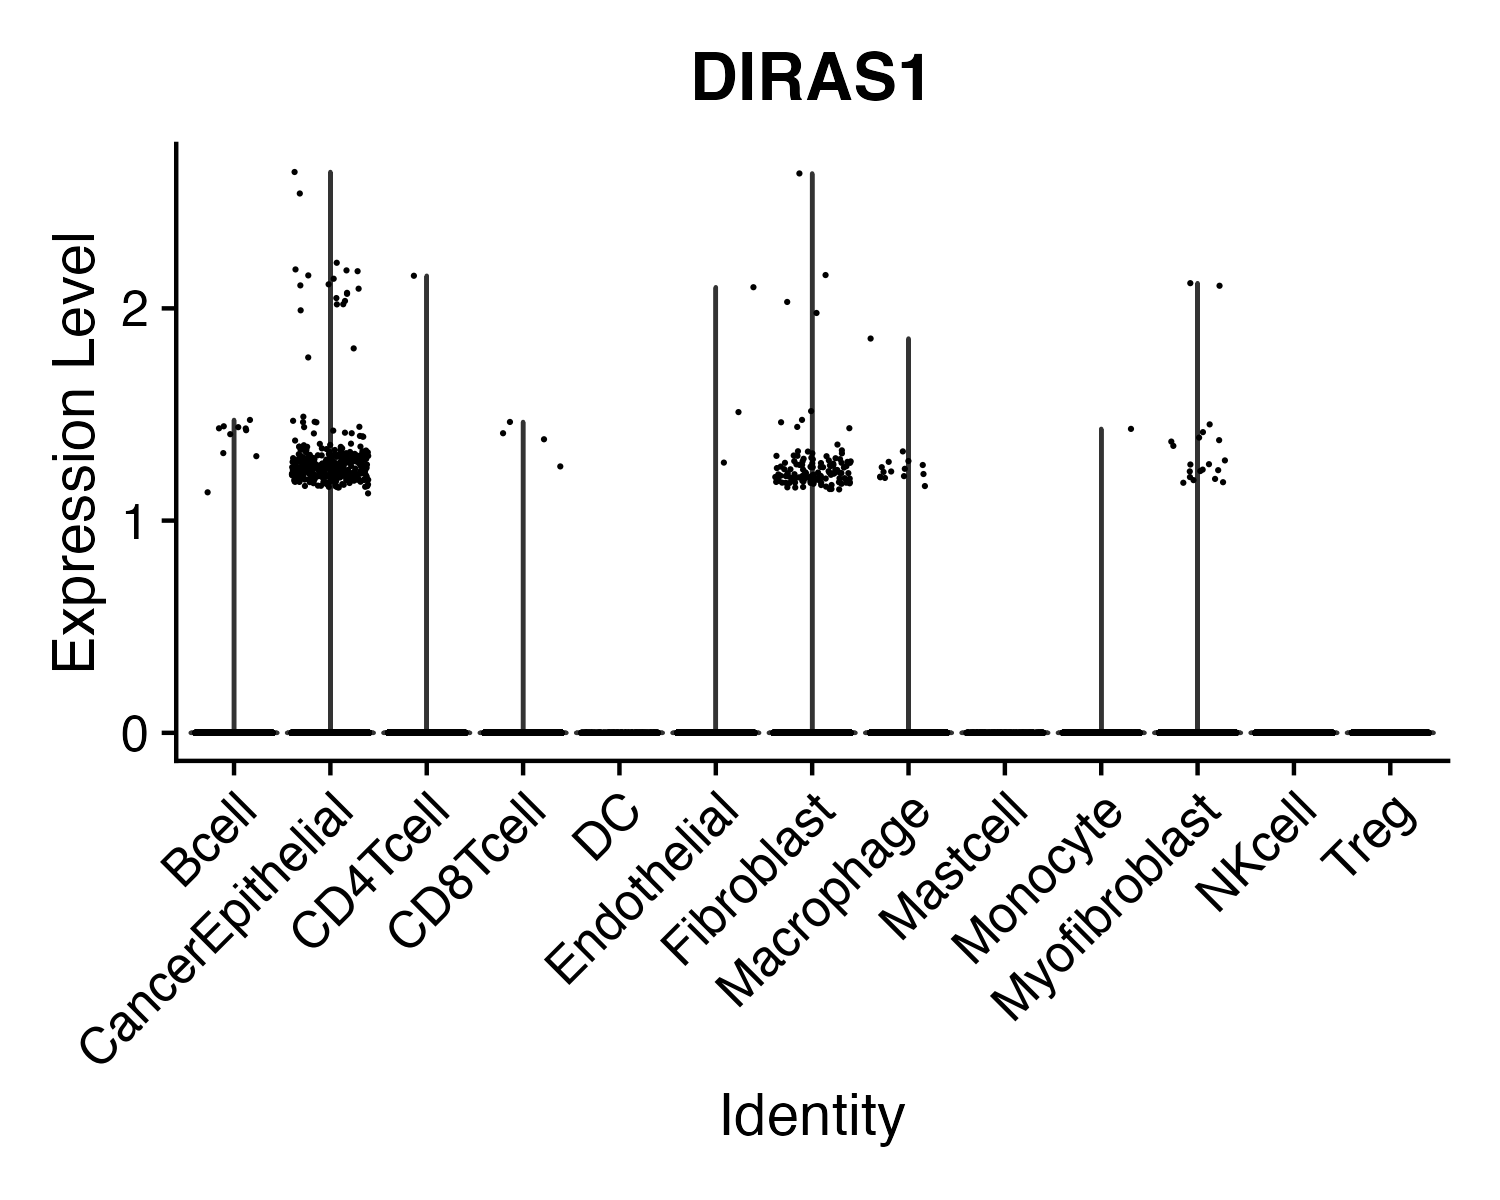 DIRAS1
Expression Level
2
1
0
Bcell
CancerEpithelial
CD4Tcell
CD8Tcell
DC
Endothelial
Fibroblast
Macrophage
Mastcell
Monocyte
Myofibroblast
NKcell
Treg
Identity